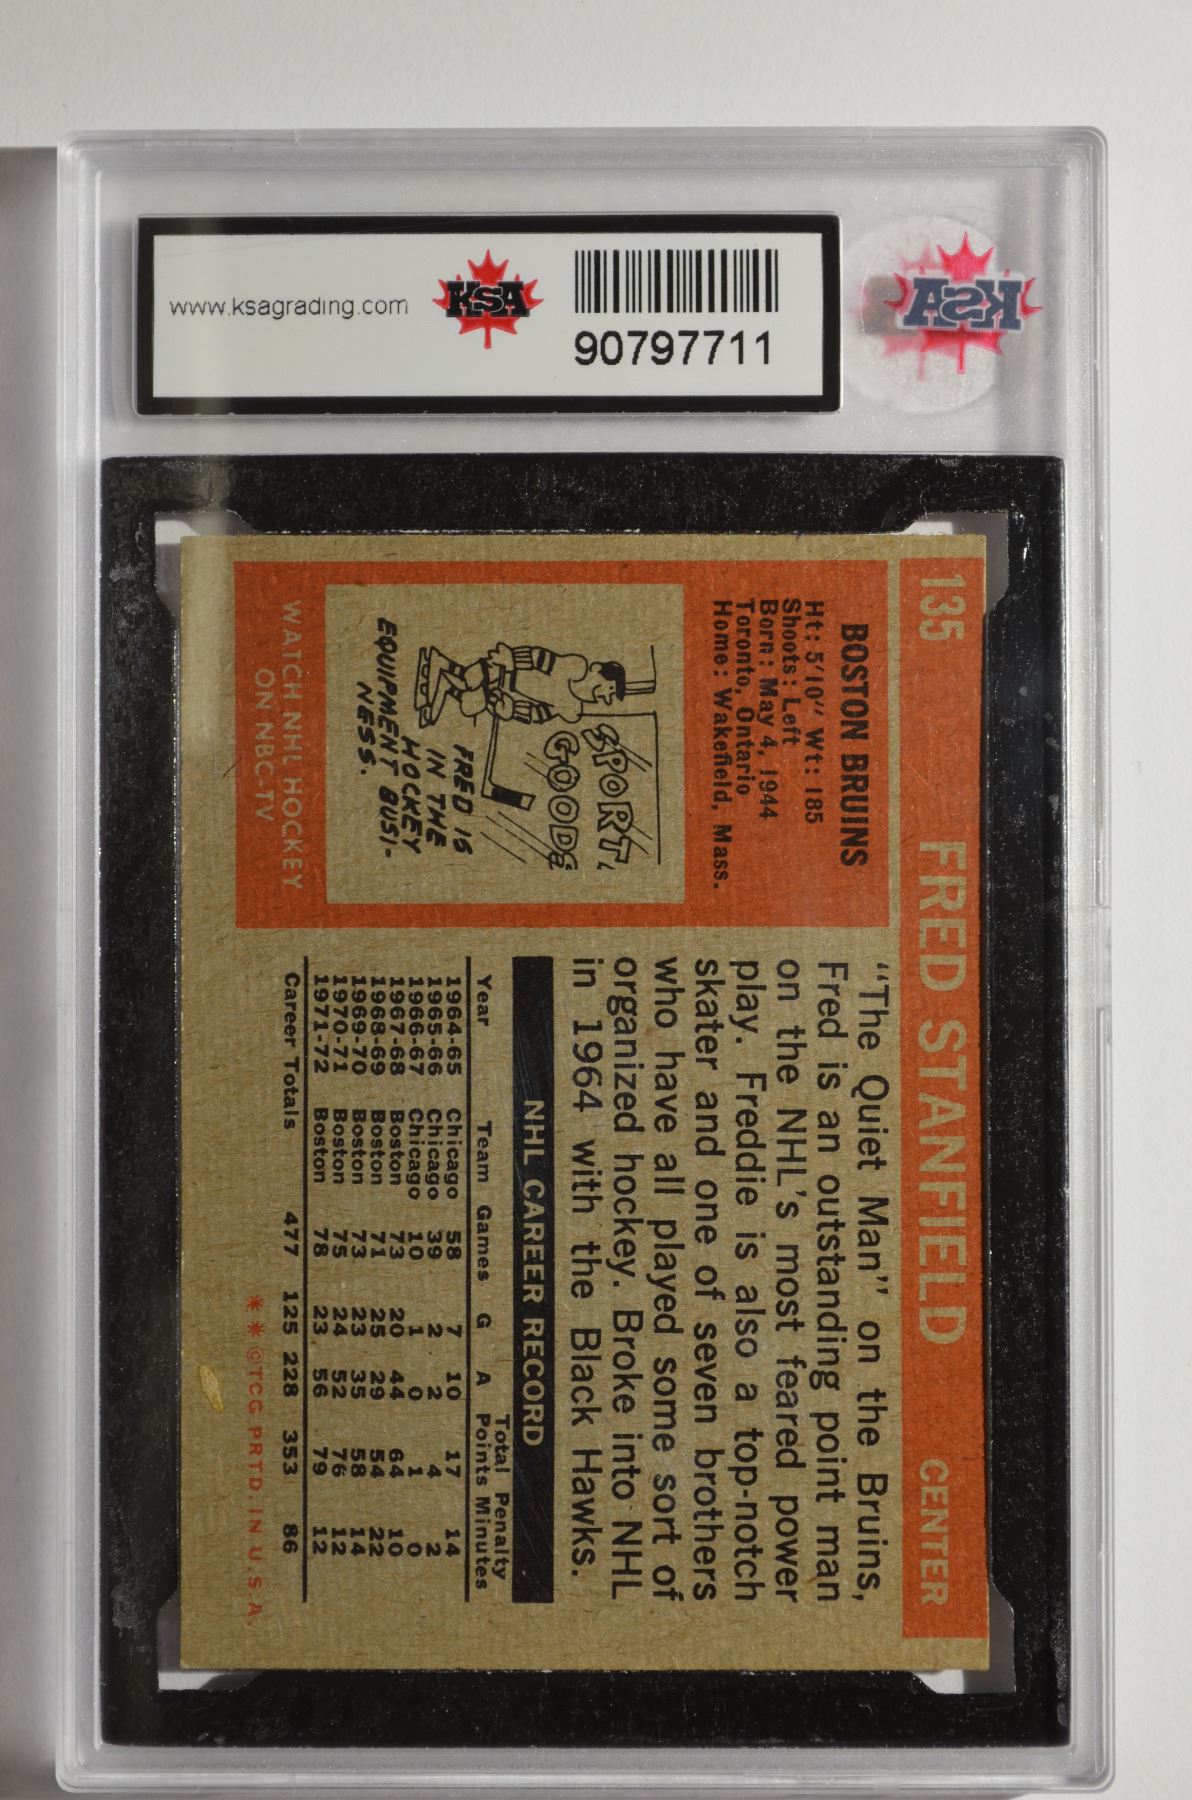 www.ksagrading.com
KSA
90797711
KSA
135
FRED STANFIELD
CENTER
BOSTON BRUINS
Ht: 5'10" Wt: 185
Shoots: Left
Born: May 4, 1944
Toronto, Ontario
Home: Wakefield, Mass.
SPORT,
GOODS
FRED IS
IN THE
HOCKEY
EQUIPMENT BUSI-
NESS.
WATCH NHL HOCKEY
ON NBC-TV
"The Quiet Man" on the Bruins,
Fred is an outstanding point man
on the NHL's most feared power
play. Freddie is also a top-notch
skater and one of seven brothers
who have all played some sort of
organized hockey. Broke into NHL
in 1964 with the Black Hawks.
NHL CAREER RECORD
Total Penalty
Year Team Games G A Points Minutes
1964-65 Chicago 58 7 10 17 14
1965-66 Chicago 39 2 2 4 2
1966-67 Chicago 10 1 0 1 0
1967-68 Boston 73 20 44 64 10
1968-69 Boston 71 25 29 54 22
1969-70 Boston 73 23 35 58 14
1970-71 Boston 75 24 52 76 12
1971-72 Boston 78 23 56 79 12
Career Totals 477 125 228 353 86
**©TCG PRTD. IN U.S.A.